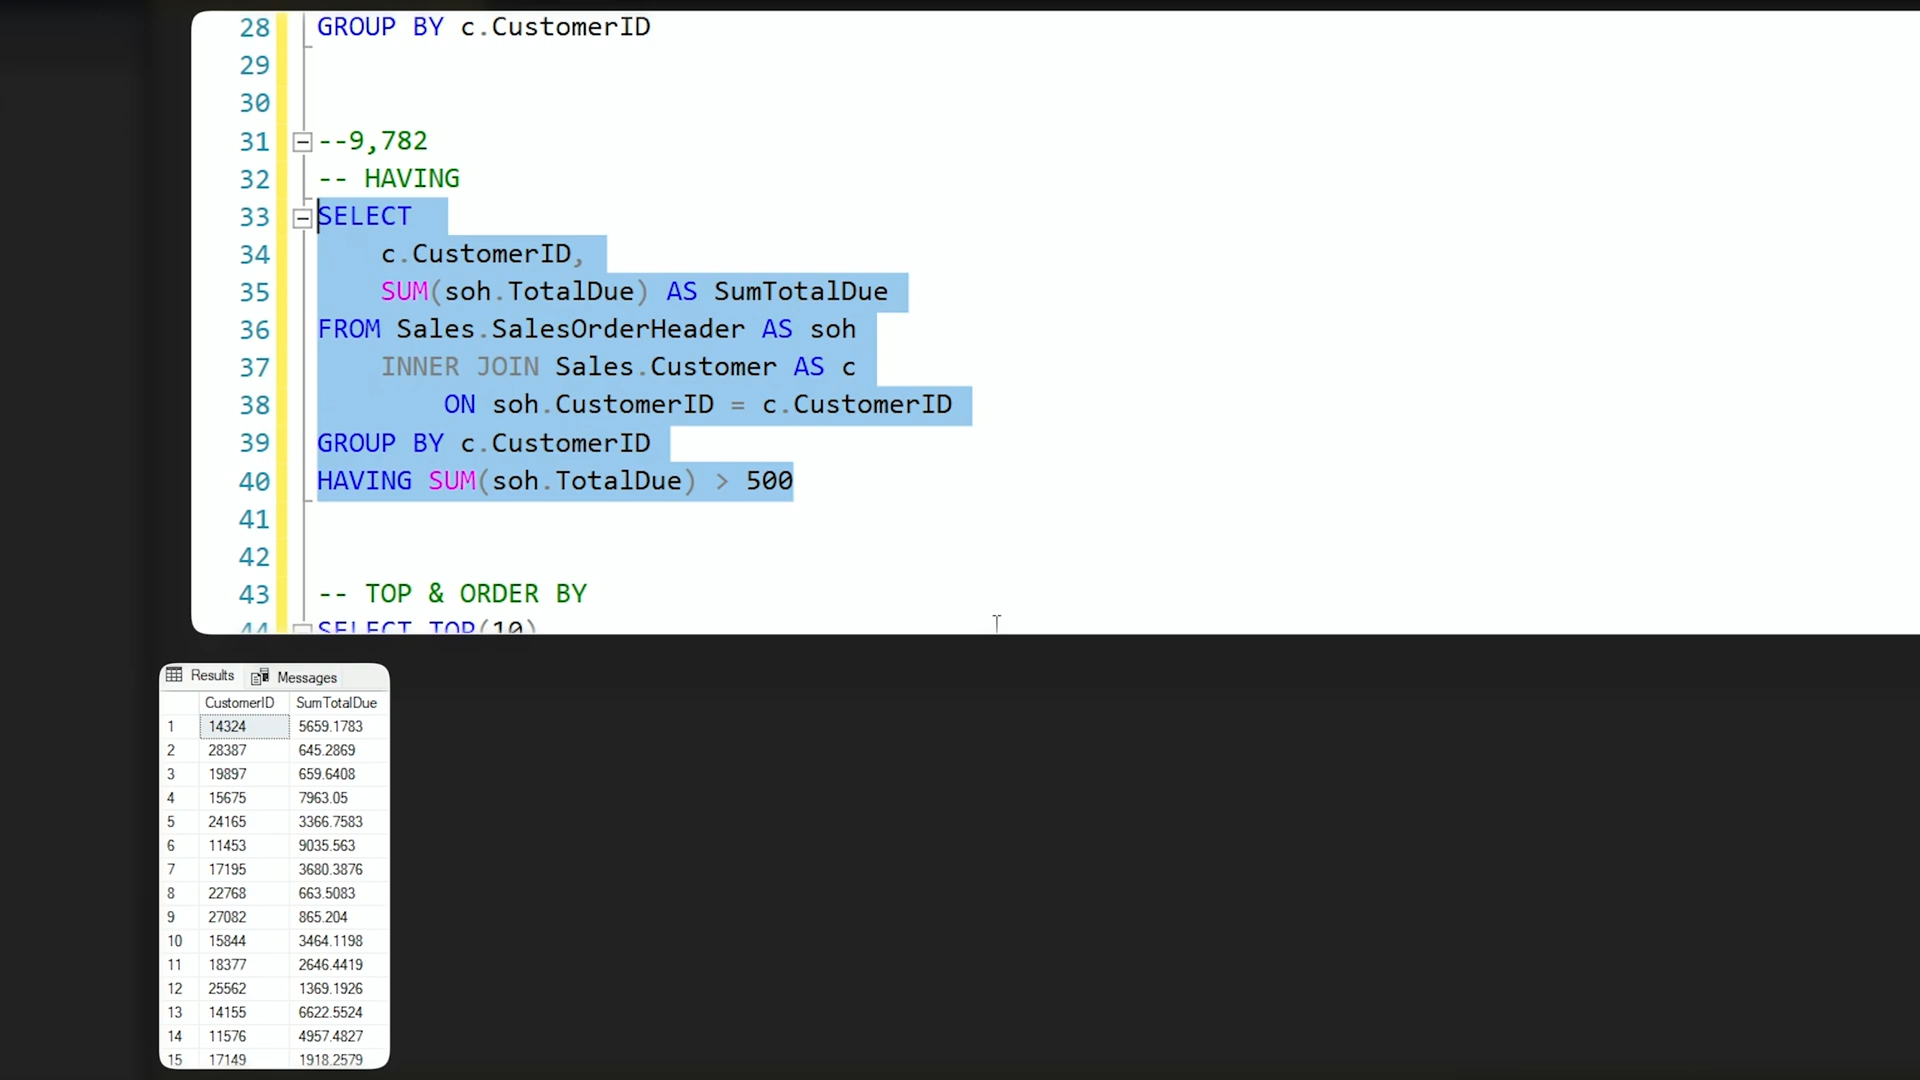 28 GROUP BY c.CustomerID
29
30
31 --9,782
32 -- HAVING
33 SELECT
34 c.CustomerID,
35 SUM(soh.TotalDue) AS SumTotalDue
36 FROM Sales.SalesOrderHeader AS soh
37 INNER JOIN Sales.Customer AS c
38 ON soh.CustomerID = c.CustomerID
39 GROUP BY c.CustomerID
40 HAVING SUM(soh.TotalDue) > 500
41
42
43 -- TOP & ORDER BY
44 SELECT TOP(10)
Results Messages
CustomerID SumTotalDue
1 14324 5659.1783
2 28387 645.2869
3 19897 659.6408
4 15675 7963.05
5 24165 3366.7583
6 11453 9035.563
7 17195 3680.3876
8 22768 663.5083
9 27082 865.204
10 15844 3464.1198
11 18377 2646.4419
12 25562 1369.1926
13 14155 6622.5524
14 11576 4957.4827
15 17149 1918.2579